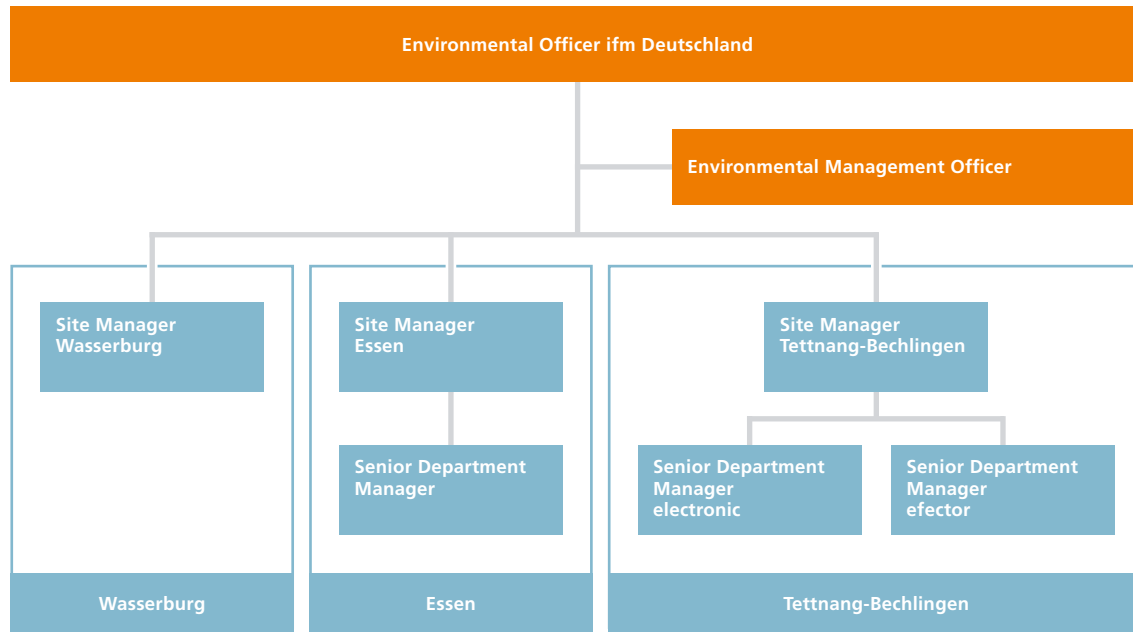 Environmental Officer ifm Deutschland
Environmental Management Officer
Site Manager
Wasserburg
Site Manager
Essen
Site Manager
Tettnang-Bechlingen
Senior Department
Manager
Senior Department
Manager
electronic
Senior Department
Manager
efector
Wasserburg
Essen
Tettnang-Bechlingen